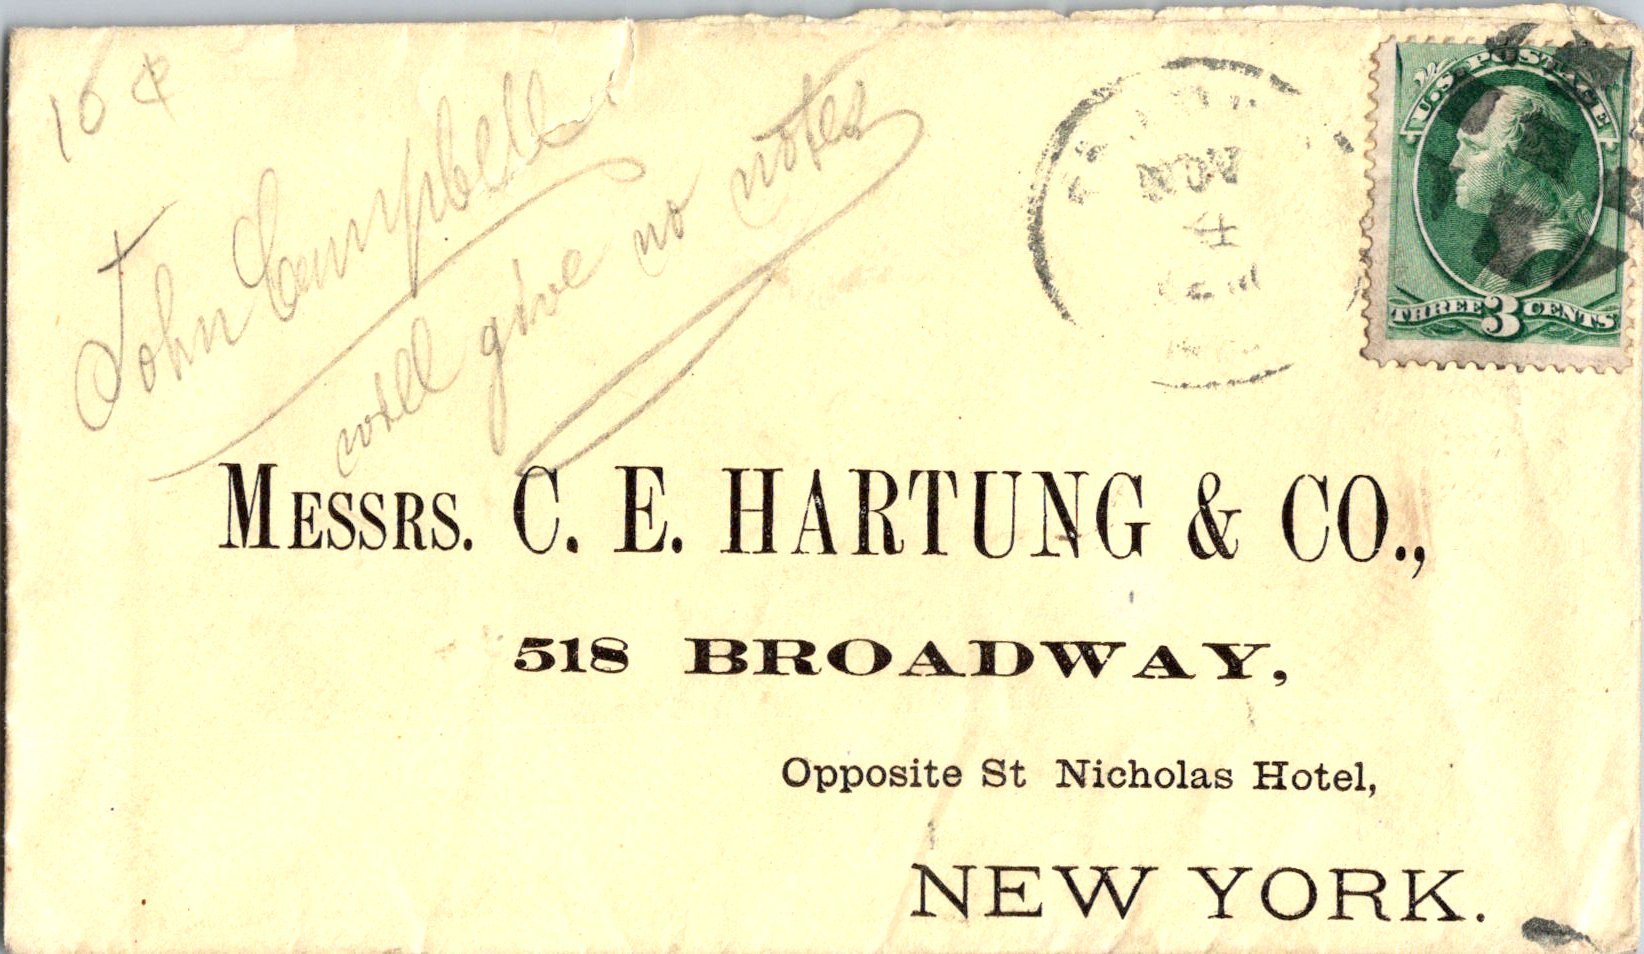 16 ¢
John Campbell
will give no notes
U.S. POSTAGE
THREE 3 CENTS
NOV
4
MESSRS. C. E. HARTUNG & CO.,
518 BROADWAY,
Opposite St Nicholas Hotel,
NEW YORK.